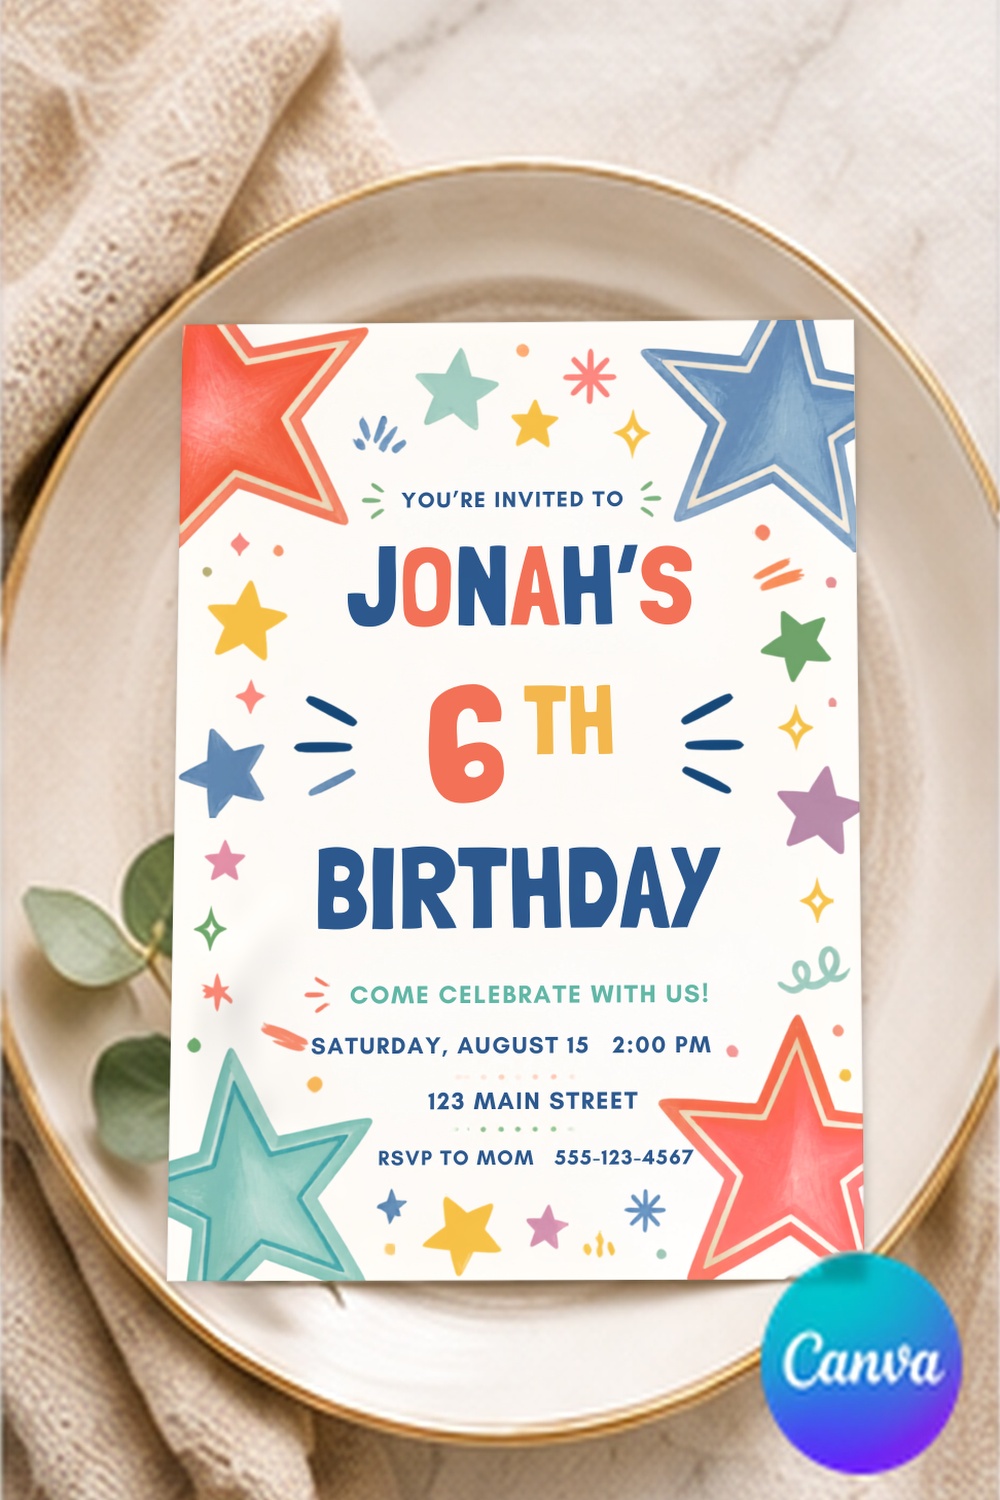 YOU'RE INVITED TO
JONAH'S
6TH
BIRTHDAY
COME CELEBRATE WITH US!
SATURDAY, AUGUST 15 2:00 PM
123 MAIN STREET
RSVP TO MOM 555-123-4567
Canva